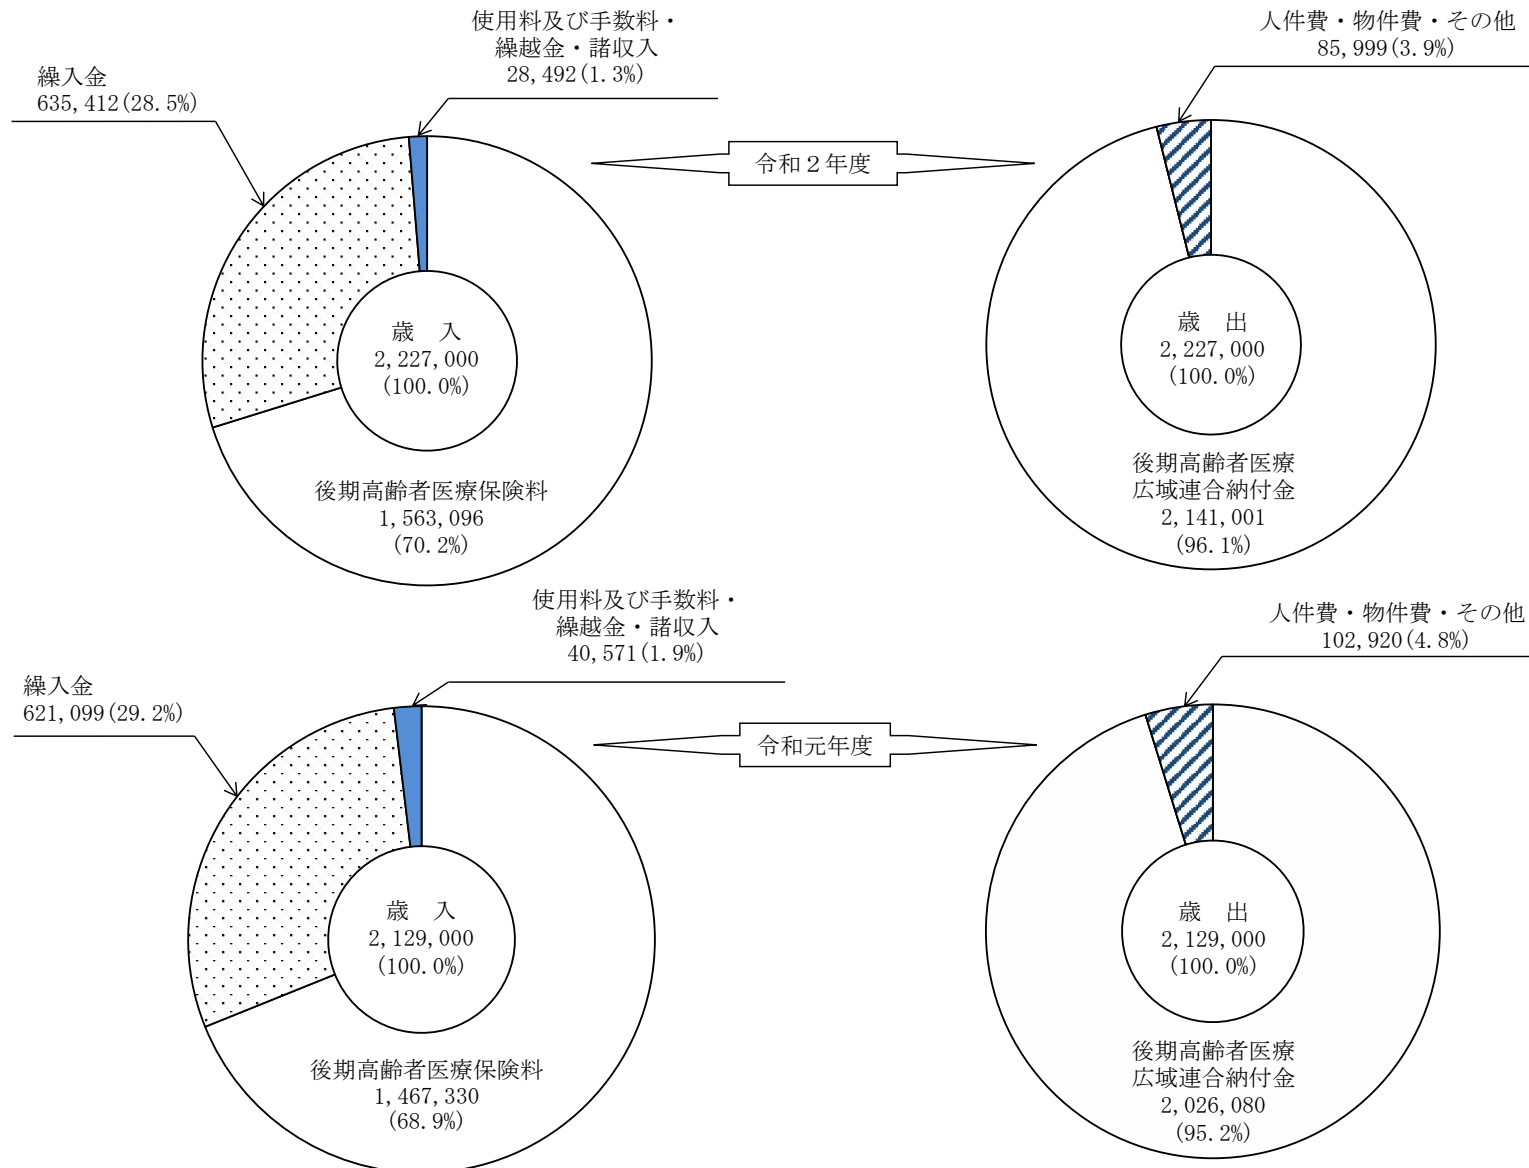 使用料及び手数料・
繰越金・諸収入
28,492(1.3%)
繰入金
635,412(28.5%)
人件費・物件費・その他
85,999(3.9%)
令和２年度
歳　入
2,227,000
(100.0%)
後期高齢者医療保険料
1,563,096
(70.2%)
歳　出
2,227,000
(100.0%)
後期高齢者医療
広域連合納付金
2,141,001
(96.1%)
使用料及び手数料・
繰越金・諸収入
40,571(1.9%)
繰入金
621,099(29.2%)
人件費・物件費・その他
102,920(4.8%)
令和元年度
歳　入
2,129,000
(100.0%)
後期高齢者医療保険料
1,467,330
(68.9%)
歳　出
2,129,000
(100.0%)
後期高齢者医療
広域連合納付金
2,026,080
(95.2%)